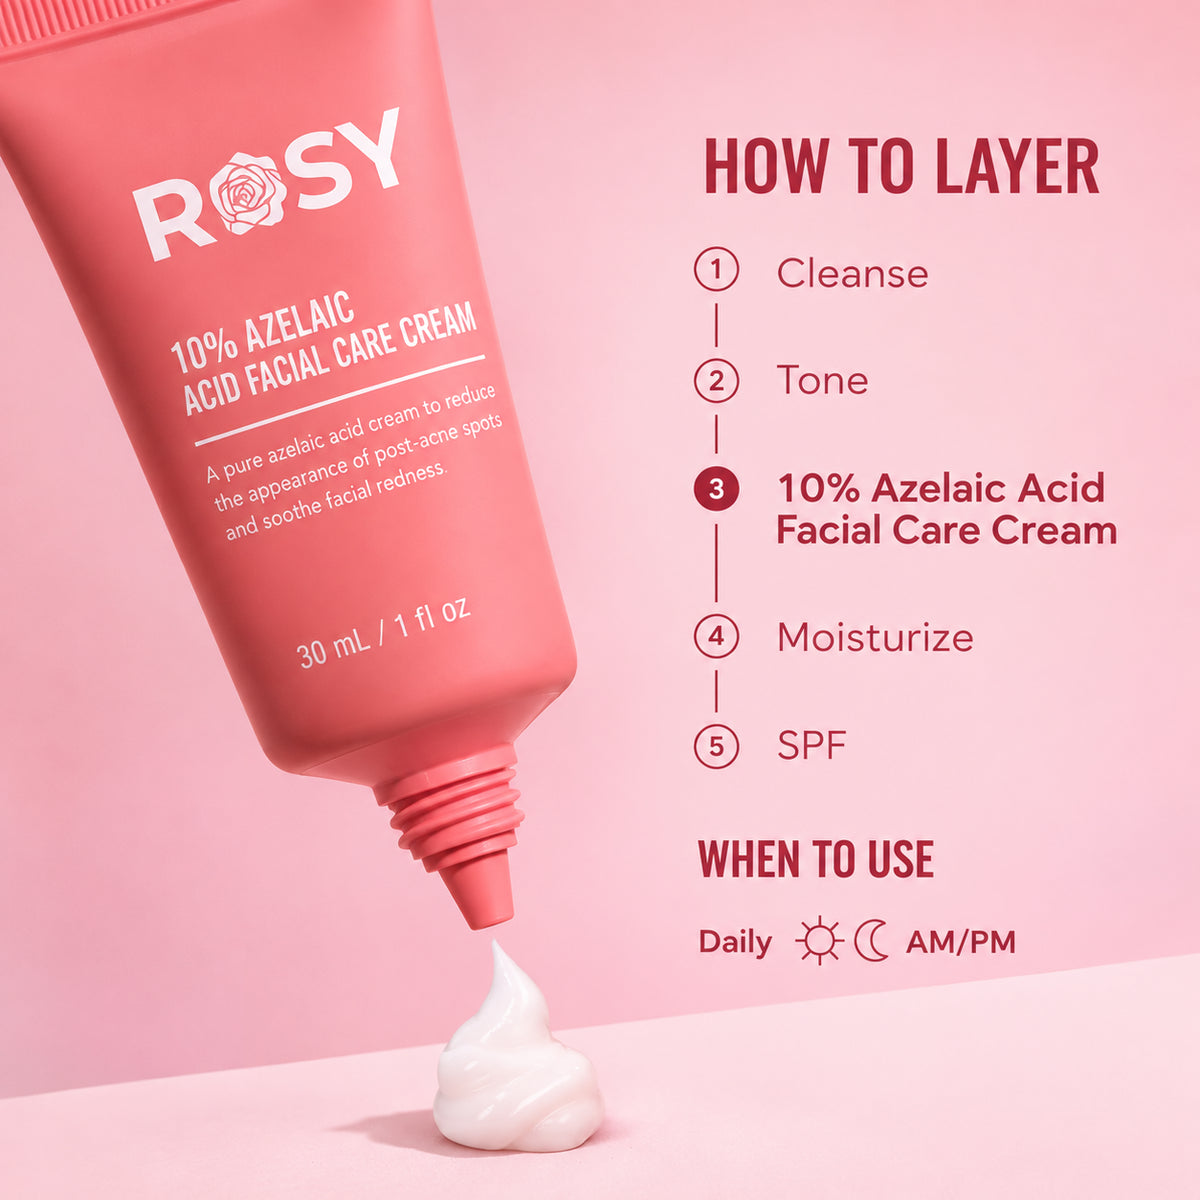 ROSY
10% AZELAIC
ACID FACIAL CARE CREAM
A pure azelaic acid cream to reduce
the appearance of post-acne spots
and soothe facial redness.
30 mL / 1 fl oz
HOW TO LAYER
1 Cleanse
2 Tone
3 10% Azelaic Acid
Facial Care Cream
4 Moisturize
5 SPF
WHEN TO USE
Daily AM/PM